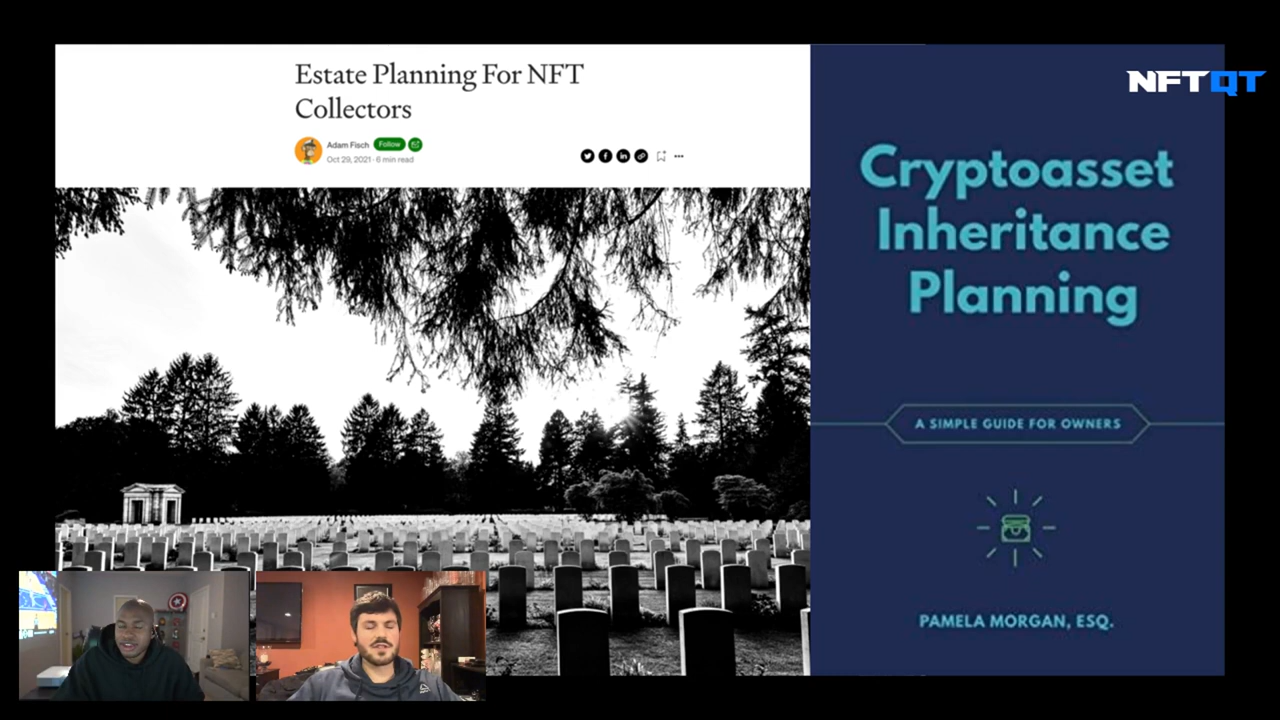 Estate Planning For NFT
Collectors
Adam Fisch Follow
Oct 29, 2021 · 6 min read
NFTQT
Cryptoasset
Inheritance
Planning
A SIMPLE GUIDE FOR OWNERS
PAMELA MORGAN, ESQ.